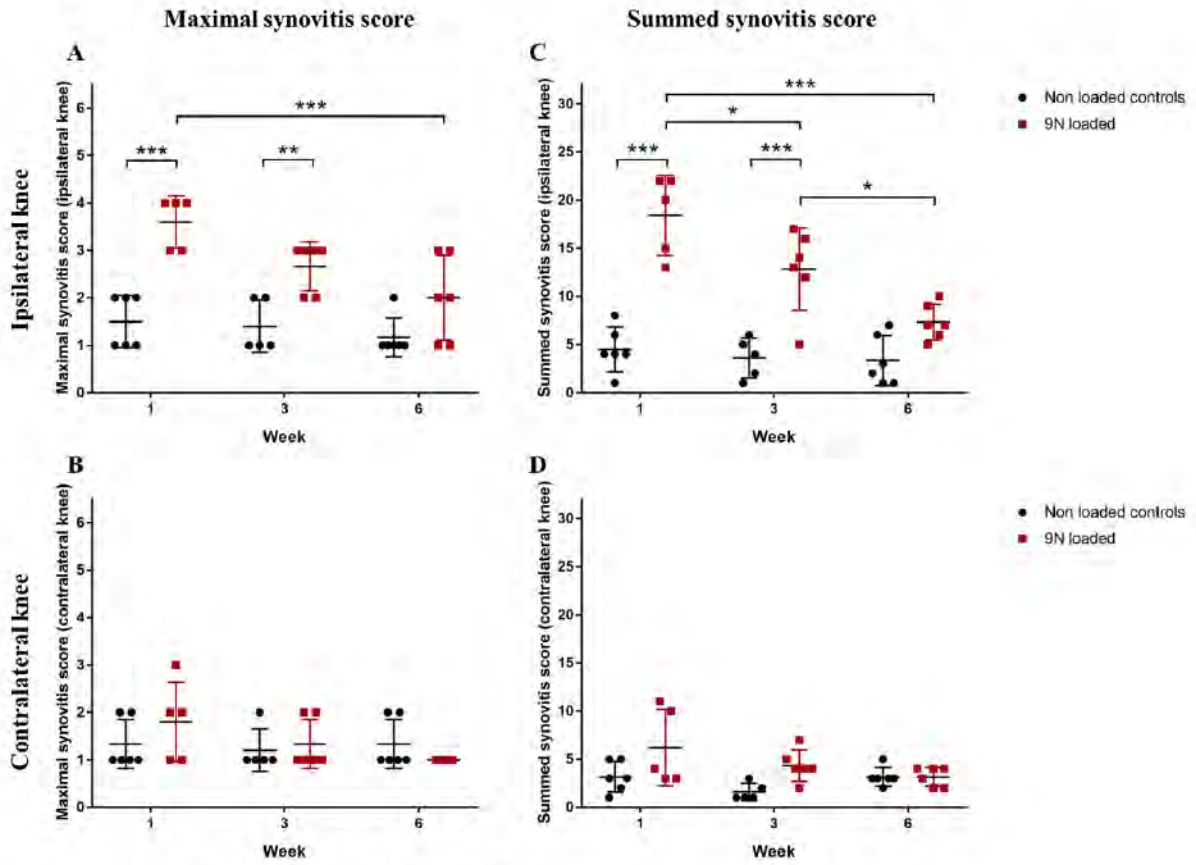 Maximal synovitis score
Summed synovitis score
Ipsilateral knee
A
Maximal synovitis score (ipsilateral knee)
6
5
4
3
2
1
0
***
**
***
1
3
6
Week
C
Summed synovitis score (ipsilateral knee)
30
25
20
15
10
5
0
***
*
***
***
*
1
3
6
Week
Non loaded controls
9N loaded
Contralateral knee
B
Maximal synovitis score (contralateral knee)
6
5
4
3
2
1
0
1
3
6
Week
D
Summed synovitis score (contralateral knee)
30
25
20
15
10
5
0
1
3
6
Week
Non loaded controls
9N loaded